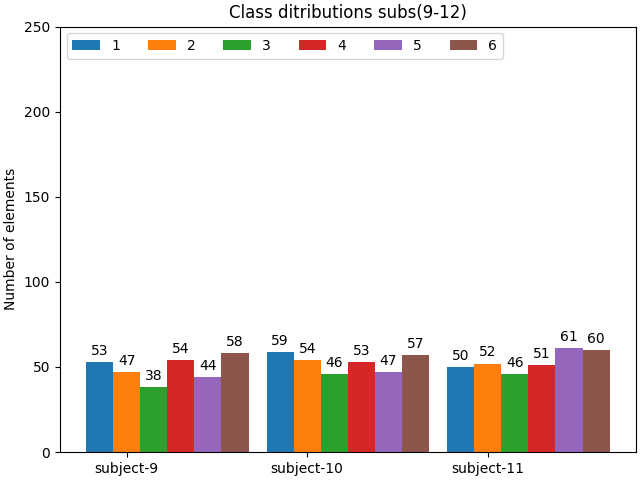 Class ditributions subs(9-12)
1 2 3 4 5 6
Number of elements
250
200
150
100
50
0
53 47 38 54 44 58
59 54 46 53 47 57
50 52 46 51 61 60
subject-9 subject-10 subject-11